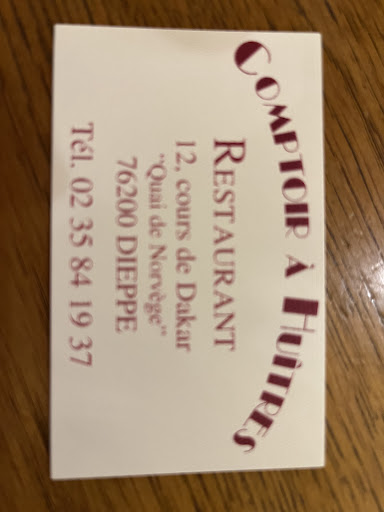 COMPTOIR À HUÎTRES
RESTAURANT
12, cours de Dakar
"Quai de Norvège"
76200 DIEPPE
Tél. 02 35 84 19 37